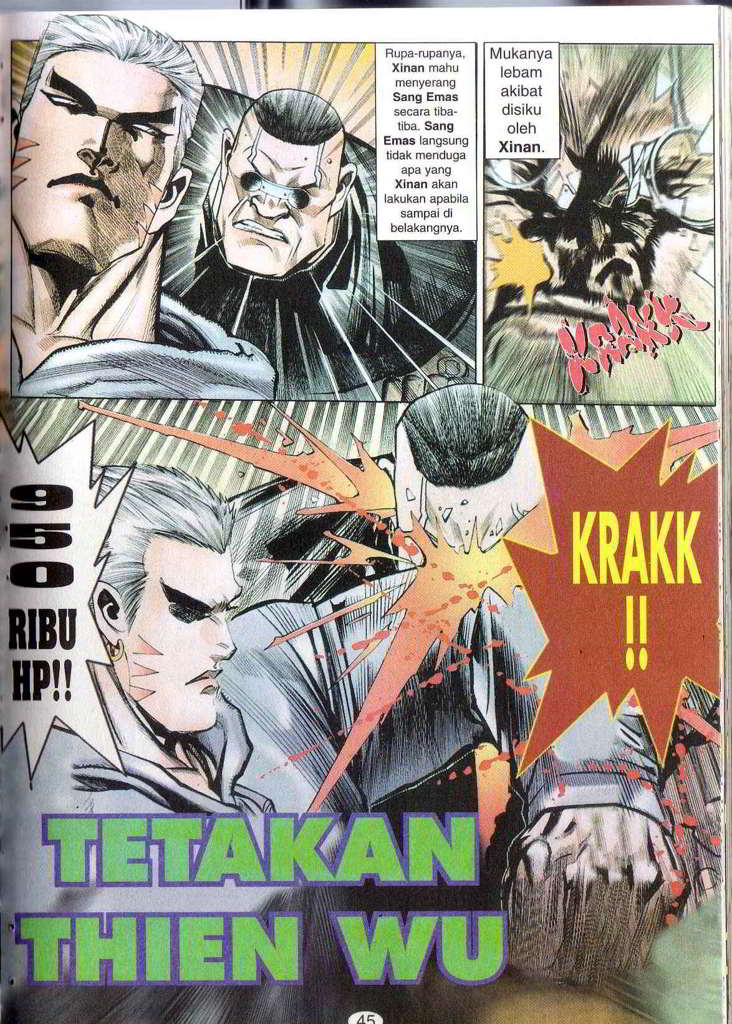 Rupa-rupanya,
Xinan mahu
menyerang
Sang Emas
secara tiba-
tiba. Sang
Emas langsung
tidak menduga
apa yang
Xinan akan
lakukan apabila
sampai di
belakangnya.
Mukanya
lebam
akibat
disiku
oleh
Xinan.
KRAKK
950
RIBU
HP!!
KRAKK
!!
TETAKAN
THIEN WU
45